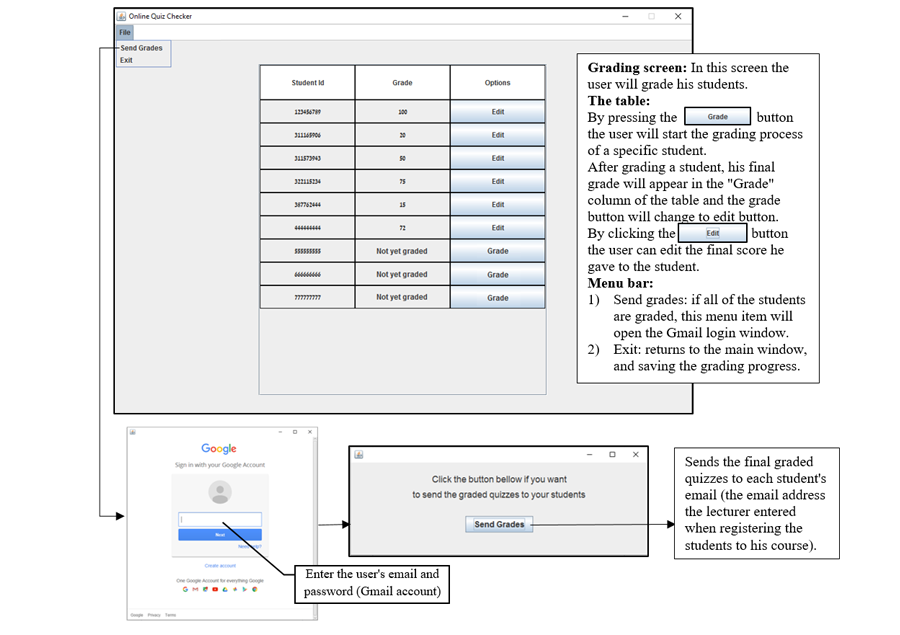 Online Quiz Checker
File
Send Grades
Exit
Student Id Grade Options
123456789 100 Edit
311165906 20 Edit
311573943 50 Edit
322115234 75 Edit
387762444 15 Edit
444444444 72 Edit
555555555 Not yet graded Grade
666666666 Not yet graded Grade
777777777 Not yet graded Grade
Grading screen: In this screen the
user will grade his students.
The table:
By pressing the Grade button
the user will start the grading process
of a specific student.
After grading a student, his final
grade will appear in the "Grade"
column of the table and the grade
button will change to edit button.
By clicking the Edit button
the user can edit the final score he
gave to the student.
Menu bar:
1) Send grades: if all of the students
are graded, this menu item will
open the Gmail login window.
2) Exit: returns to the main window,
and saving the grading progress.
Google
Sign in with your Google Account
Next
Need help?
Create account
One Google Account for everything Google
Google Privacy Terms
Enter the user's email and
password (Gmail account)
Click the button bellow if you want
to send the graded quizzes to your students
Send Grades
Sends the final graded
quizzes to each student's
email (the email address
the lecturer entered
when registering the
students to his course).